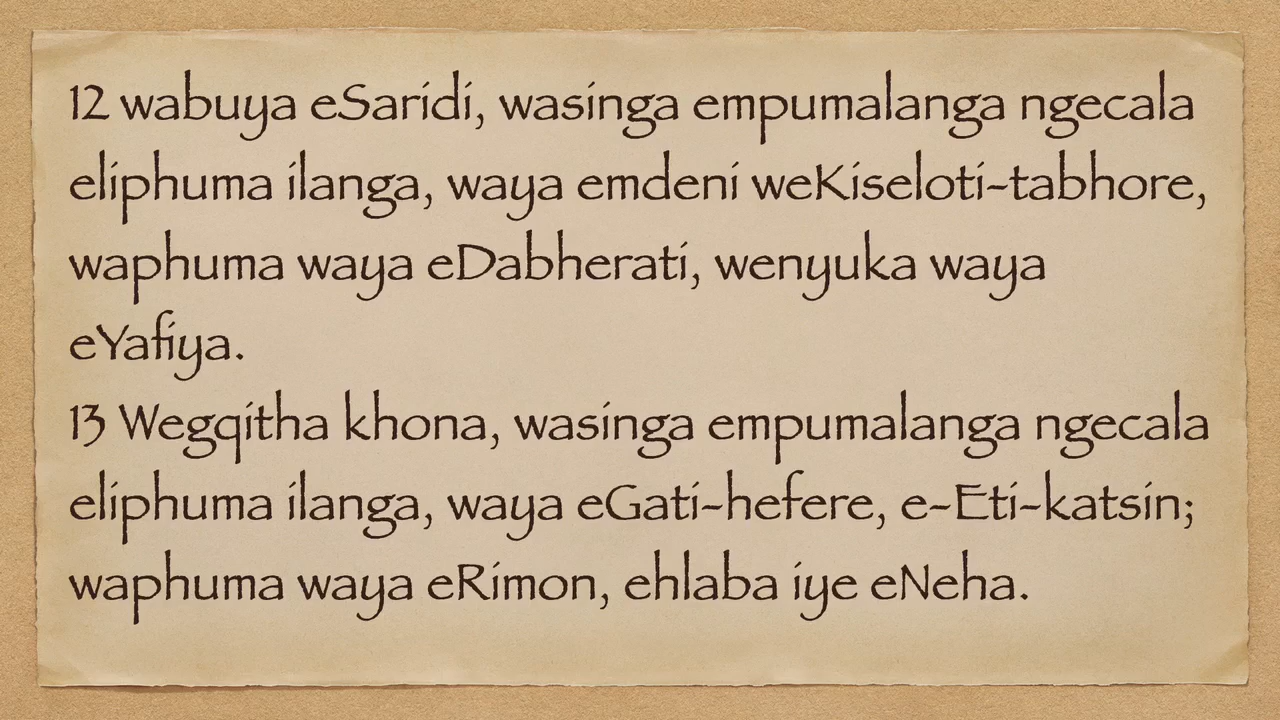 12 wabuya eSaridi, wasinga empumalanga ngecala
eliphuma ilanga, waya emdeni weKiseloti-tabhore,
waphuma waya eDabherati, wenyuka waya
eYafiya.
13 Wegqitha khona, wasinga empumalanga ngecala
eliphuma ilanga, waya eGati-hefere, e-Eti-katsin;
waphuma waya eRimon, ehlaba iye eNeha.